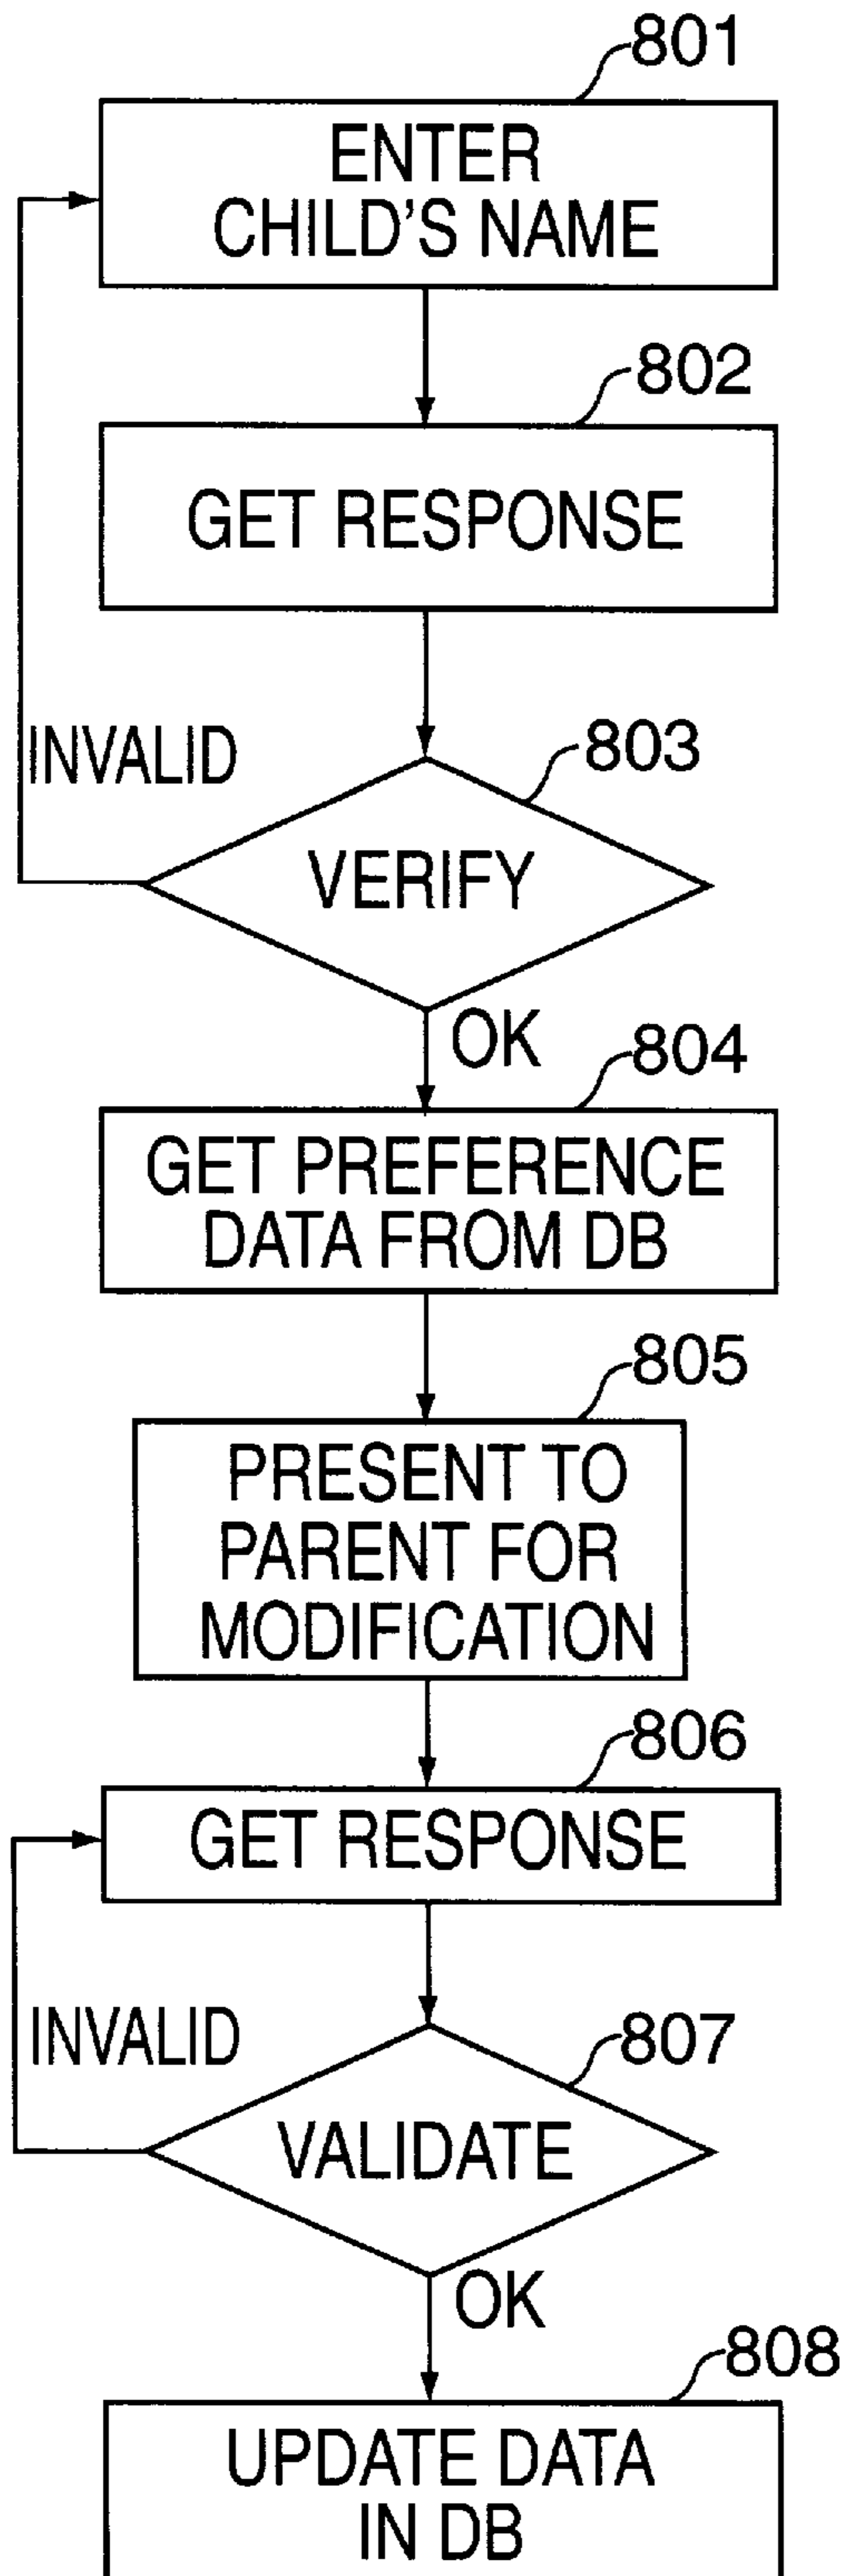 801
ENTER
CHILD'S NAME
802
GET RESPONSE
INVALID
803
VERIFY
OK
804
GET PREFERENCE
DATA FROM DB
805
PRESENT TO
PARENT FOR
MODIFICATION
806
GET RESPONSE
INVALID
807
VALIDATE
OK
808
UPDATE DATA
IN DB